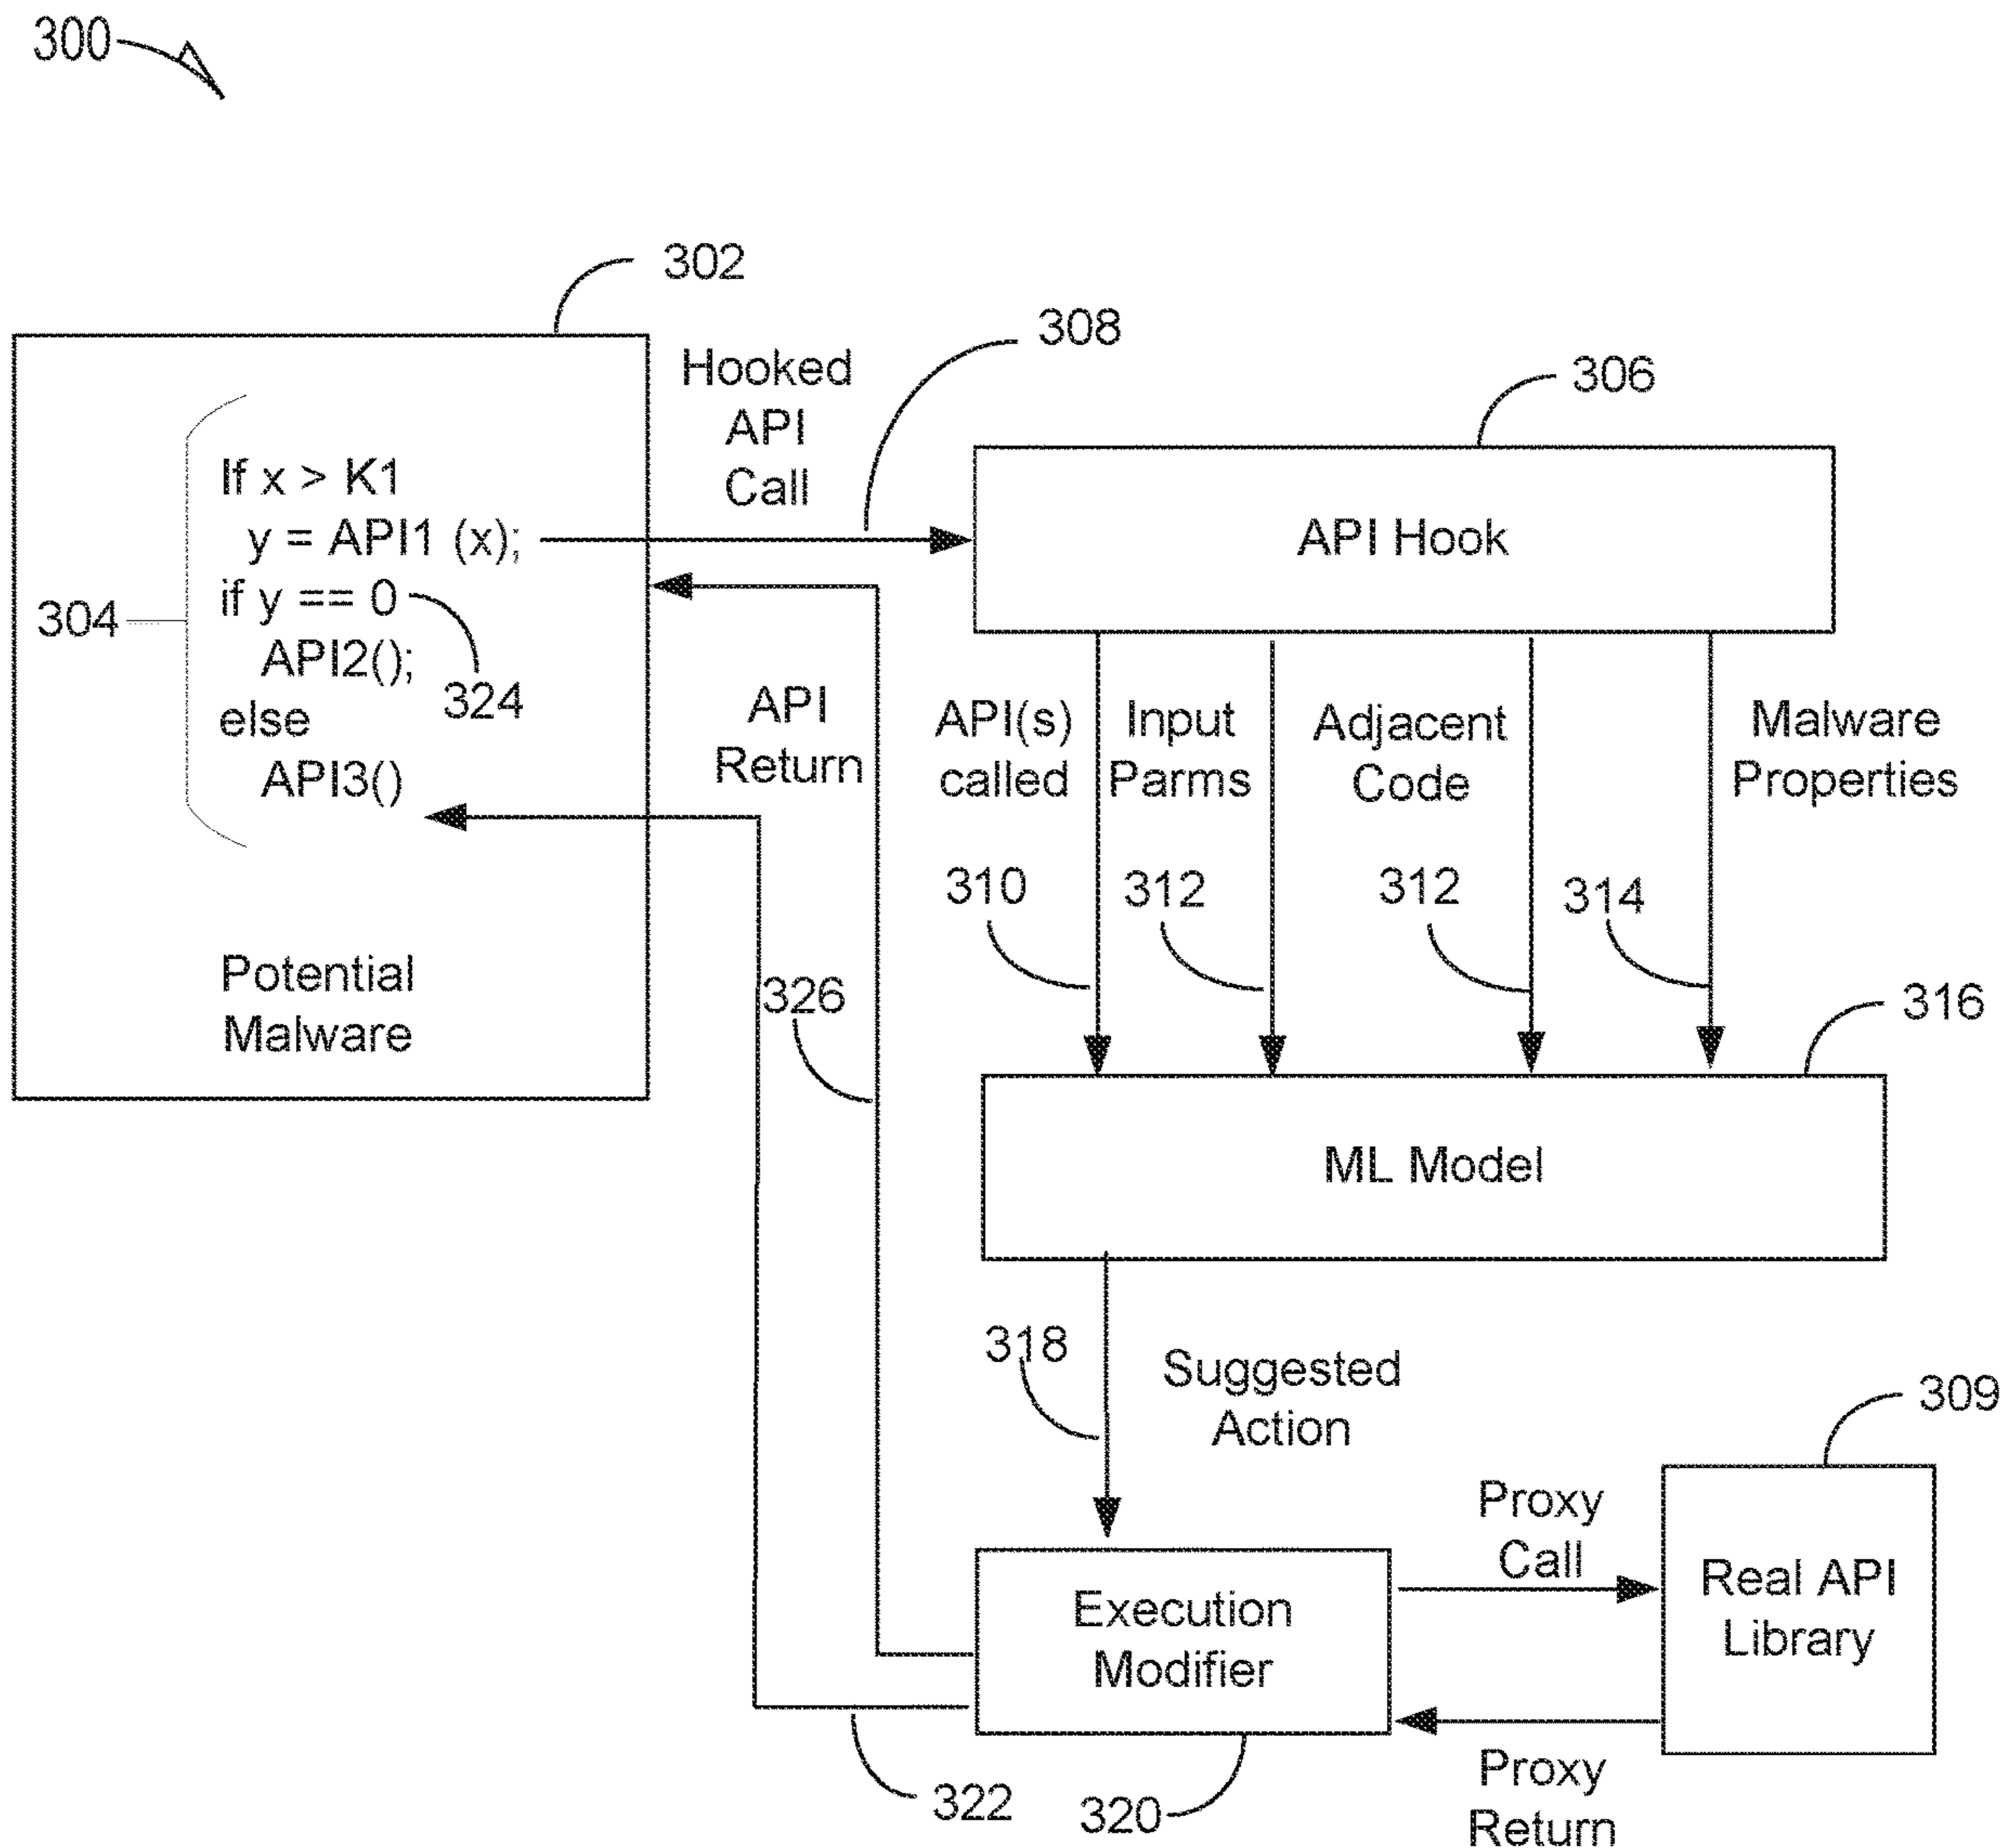 300
302
308
Hooked
API
Call
306
If x > K1
y = API1 (x);
if y == 0
API2();
else
API3()
304
324
Potential
Malware
API Hook
API
Return
API(s)
called
Input
Parms
Adjacent
Code
Malware
Properties
310
312
312
314
326
316
ML Model
318
Suggested
Action
309
Proxy
Call
Real API
Library
Execution
Modifier
Proxy
Return
322
320